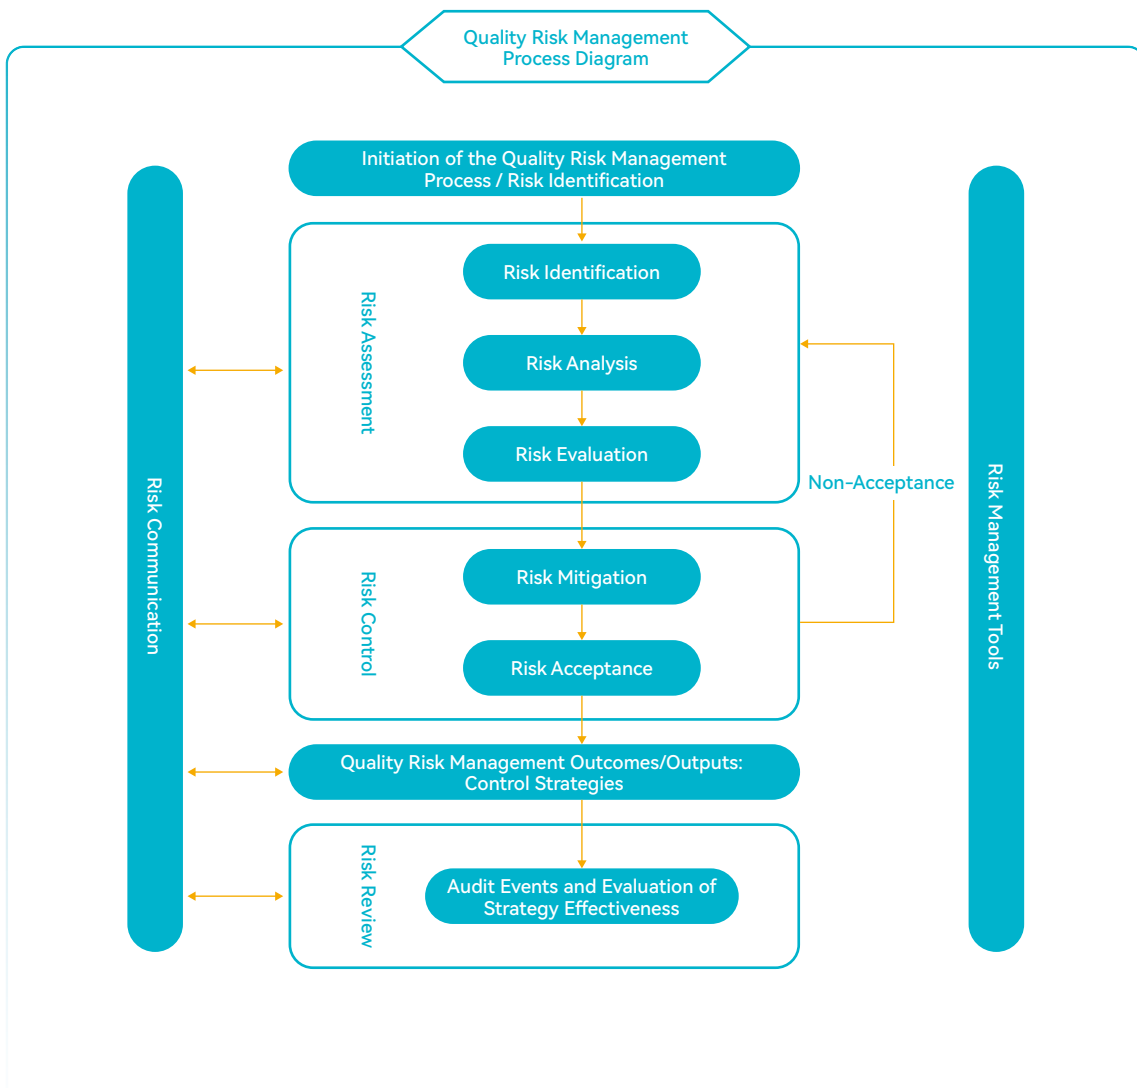 Quality Risk Management
Process Diagram
Initiation of the Quality Risk Management
Process / Risk Identification
Risk Communication
Risk Assessment
Risk Identification
Risk Analysis
Risk Evaluation
Non-Acceptance
Risk Management Tools
Risk Control
Risk Mitigation
Risk Acceptance
Quality Risk Management Outcomes/Outputs:
Control Strategies
Risk Review
Audit Events and Evaluation of
Strategy Effectiveness